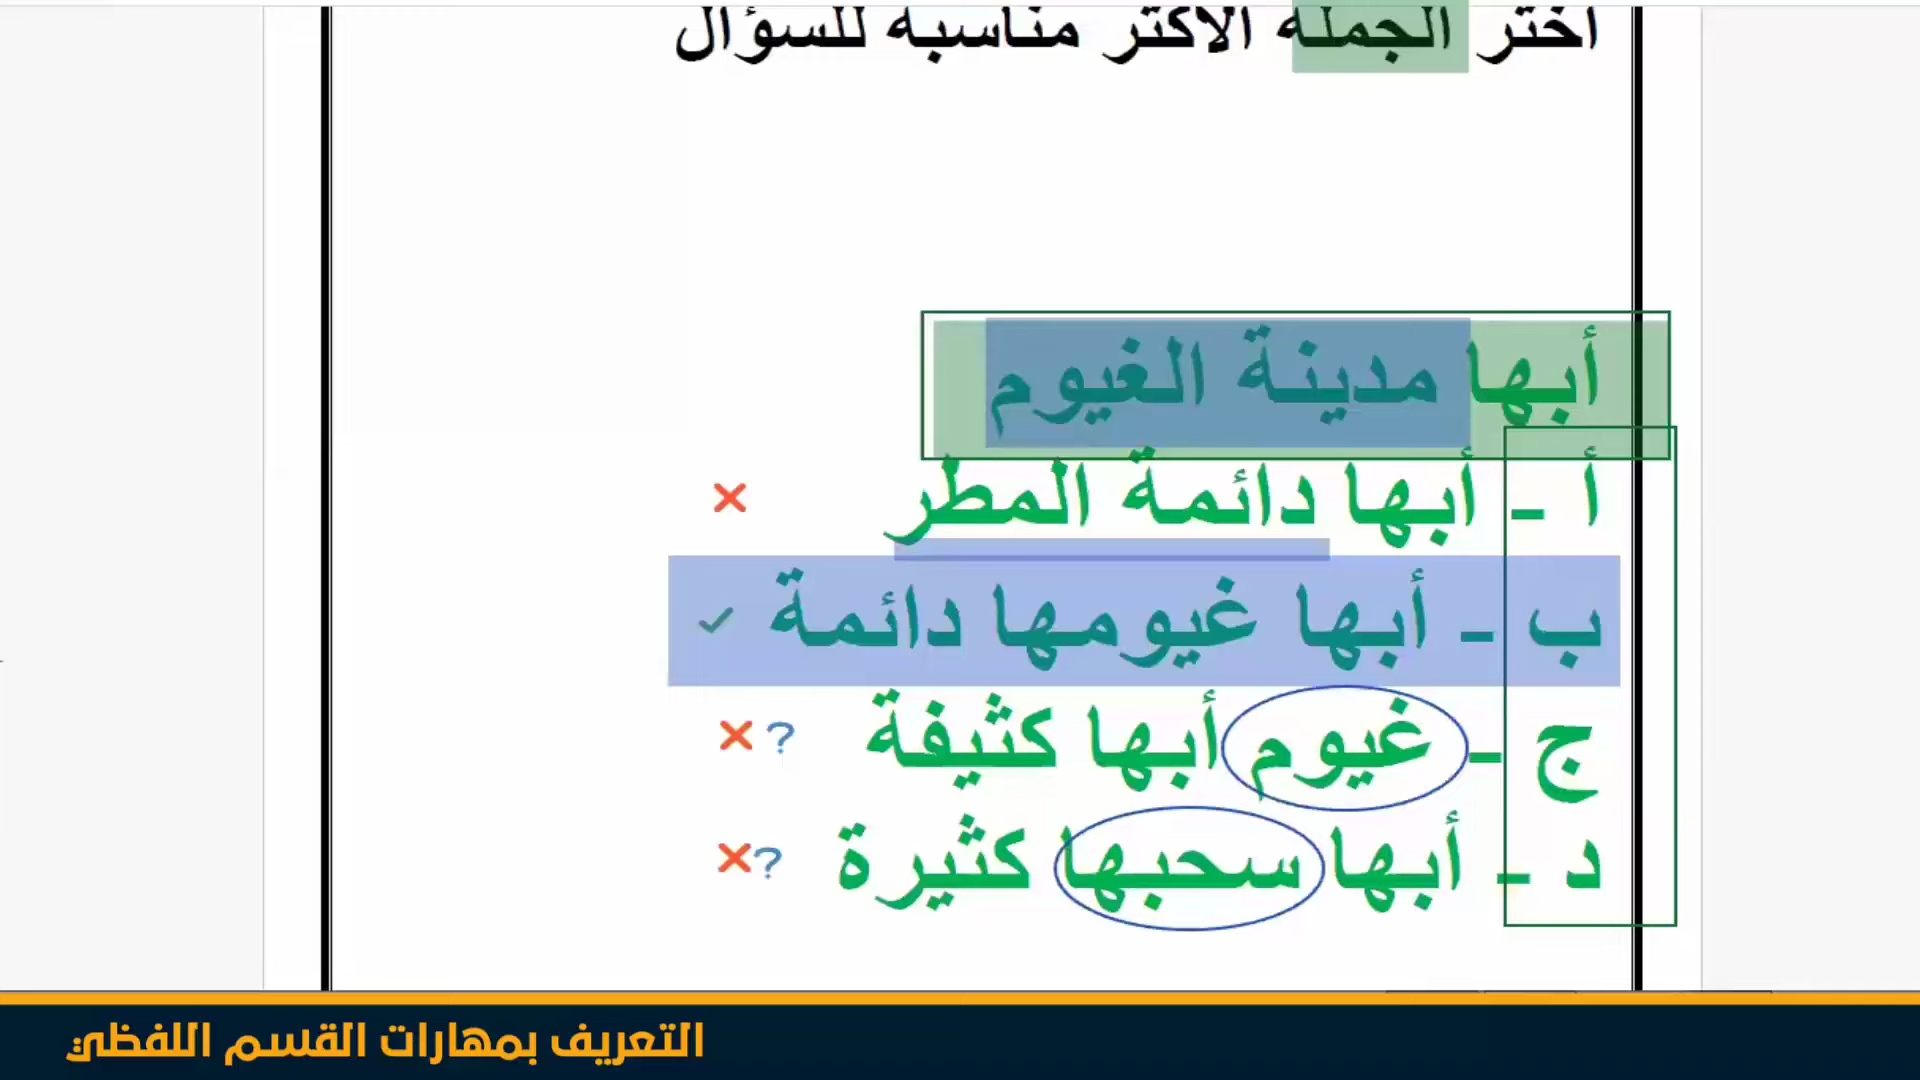 اختر الجملة الأكثر مناسبة للسؤال
أبها مدينة الغيوم
أ - أبها دائمة المطر
ب - أبها غيومها دائمة
ج - غيوم أبها كثيفة ?
د - أبها سحبها كثيرة ?
التعريف بمهارات القسم اللفظي